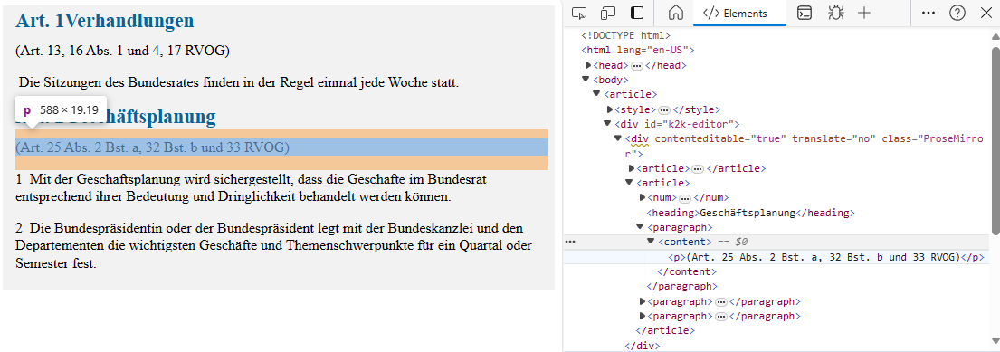 Art. 1Verhandlungen
(Art. 13, 16 Abs. 1 und 4, 17 RVOG)
Die Sitzungen des Bundesrates finden in der Regel einmal jede Woche statt.
p 588 × 19.19
Geschäftsplanung
(Art. 25 Abs. 2 Bst. a, 32 Bst. b und 33 RVOG)
1 Mit der Geschäftsplanung wird sichergestellt, dass die Geschäfte im Bundesrat
entsprechend ihrer Bedeutung und Dringlichkeit behandelt werden können.
2 Die Bundespräsidentin oder der Bundespräsident legt mit der Bundeskanzlei und den
Departementen die wichtigsten Geschäfte und Themenschwerpunkte für ein Quartal oder
Semester fest.
</> Elements
<!DOCTYPE html>
<html lang="en-US">
<head> … </head>
<body>
<article>
<style> … </style>
<div id="k2k-editor">
<div contenteditable="true" translate="no" class="ProseMirro
r">
<article> … </article>
<article>
<num> … </num>
<heading>Geschäftsplanung</heading>
<paragraph>
<content> == $0
<p>(Art. 25 Abs. 2 Bst. a, 32 Bst. b und 33 RVOG)</p>
</content>
</paragraph>
<paragraph> … </paragraph>
<paragraph> … </paragraph>
</article>
</div>